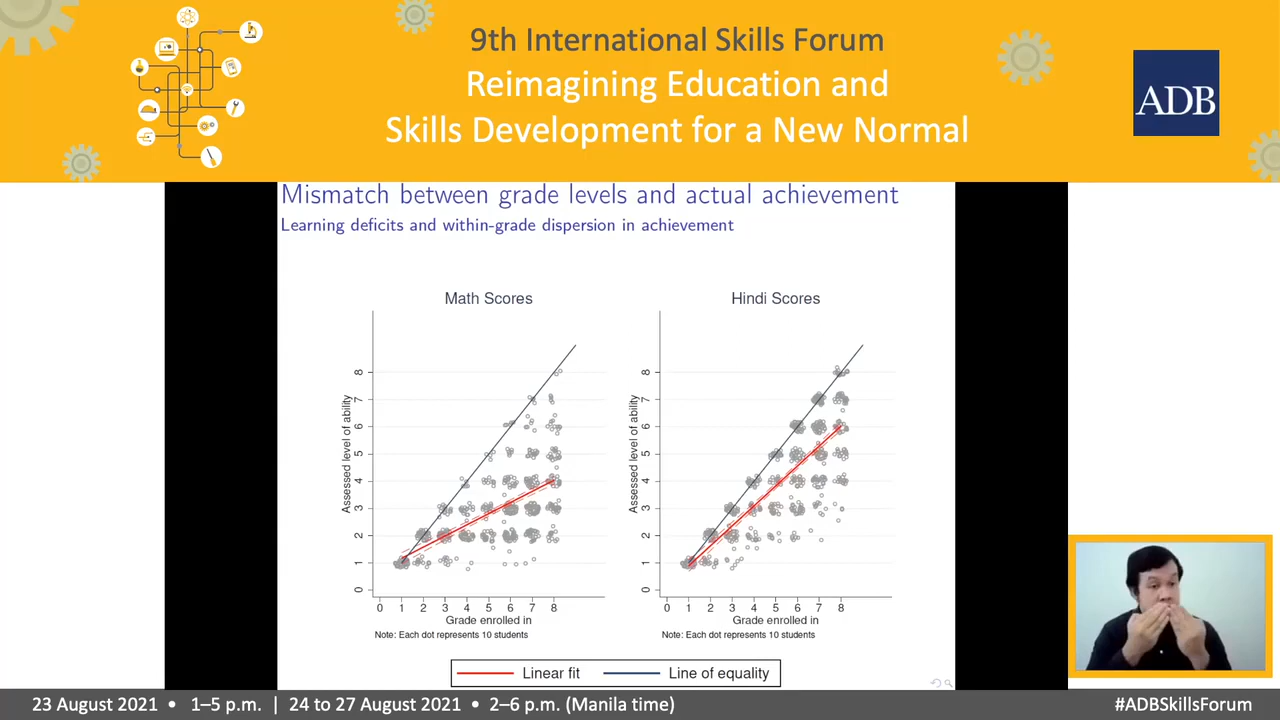 9th International Skills Forum
Reimagining Education and
Skills Development for a New Normal
ADB
Mismatch between grade levels and actual achievement
Learning deficits and within-grade dispersion in achievement
Math Scores
Assessed level of ability
0 1 2 3 4 5 6 7 8
0 1 2 3 4 5 6 7 8
Grade enrolled in
Note: Each dot represents 10 students
Hindi Scores
Assessed level of ability
0 1 2 3 4 5 6 7 8
0 1 2 3 4 5 6 7 8
Grade enrolled in
Note: Each dot represents 10 students
Linear fit
Line of equality
23 August 2021 • 1–5 p.m. | 24 to 27 August 2021 • 2–6 p.m. (Manila time)
#ADBSkillsForum